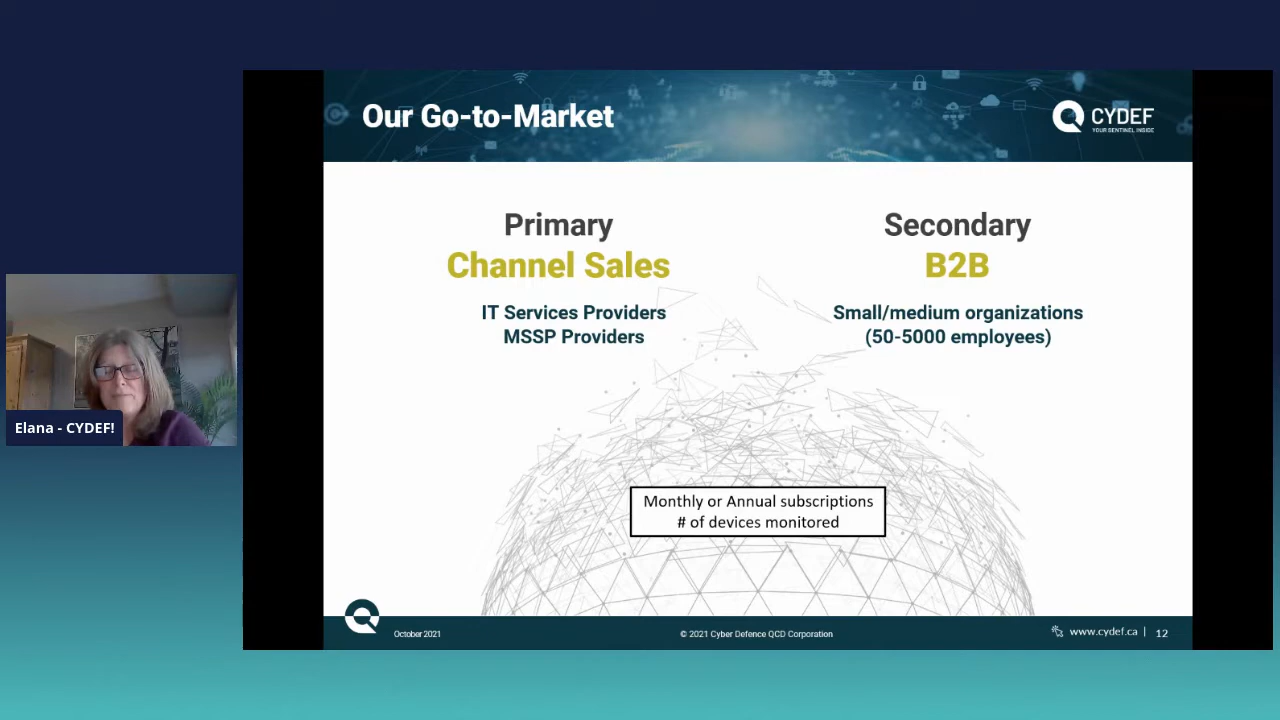 Our Go-to-Market
CYDEF
YOUR SENTINEL INSIDE
Primary
Channel Sales
IT Services Providers
MSSP Providers
Secondary
B2B
Small/medium organizations
(50-5000 employees)
Monthly or Annual subscriptions
# of devices monitored
Elana - CYDEF!
October 2021
© 2021 Cyber Defence QCD Corporation
www.cydef.ca | 12